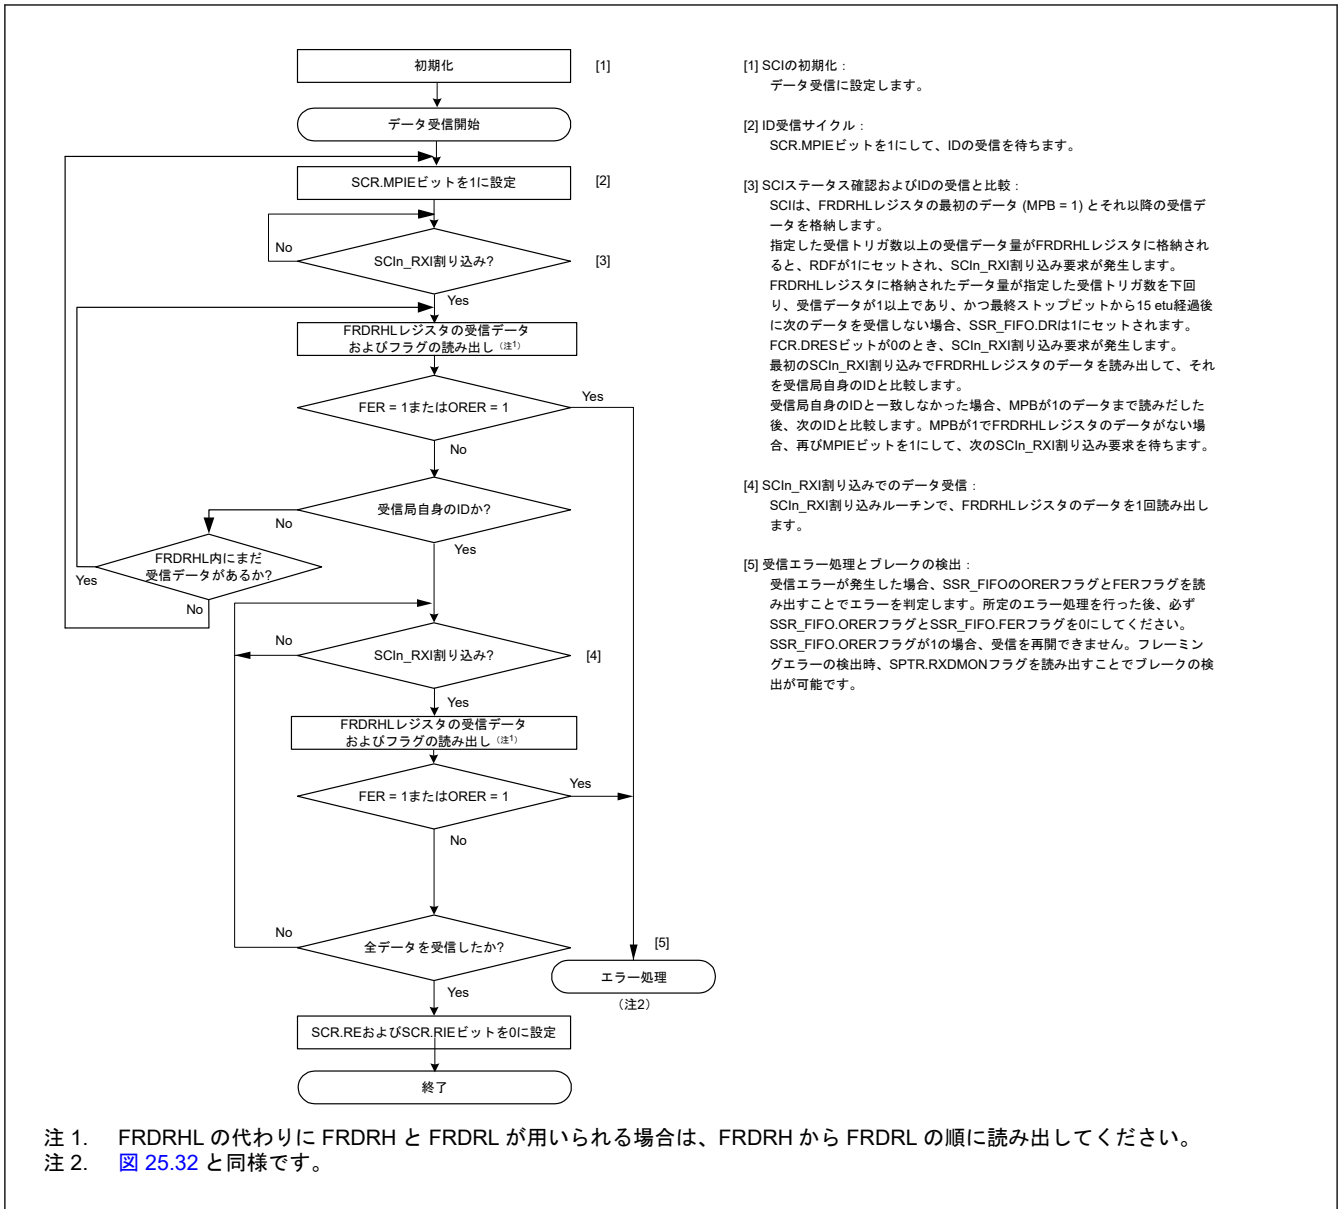 初期化
[1]
データ受信開始
SCR.MPIEビットを1に設定
[2]
No
SCIn_RXI割り込み?
[3]
Yes
FRDRHLレジスタの受信データ
およびフラグの読み出し（注1）
FER = 1またはORER = 1
Yes
No
受信局自身のIDか?
No
Yes
FRDRHL内にまだ
受信データがあるか?
Yes
No
No
SCIn_RXI割り込み?
[4]
Yes
FRDRHLレジスタの受信データ
およびフラグの読み出し（注1）
FER = 1またはORER = 1
Yes
No
No
全データを受信したか?
[5]
エラー処理
（注2）
Yes
SCR.REおよびSCR.RIEビットを0に設定
終了
[1] SCIの初期化：
データ受信に設定します。
[2] ID受信サイクル：
SCR.MPIEビットを1にして、IDの受信を待ちます。
[3] SCIステータス確認およびIDの受信と比較：
SCIは、FRDRHLレジスタの最初のデータ (MPB = 1) とそれ以降の受信デ
ータを格納します。
指定した受信トリガ数以上の受信データ量がFRDRHLレジスタに格納され
ると、RDFが1にセットされ、SCIn_RXI割り込み要求が発生します。
FRDRHLレジスタに格納されたデータ量が指定した受信トリガ数を下回
り、受信データが1以上であり、かつ最終ストップビットから15 etu経過後
に次のデータを受信しない場合、SSR_FIFO.DRは1にセットされます。
FCR.DRESビットが0のとき、SCIn_RXI割り込み要求が発生します。
最初のSCIn_RXI割り込みでFRDRHLレジスタのデータを読み出して、それ
を受信局自身のIDと比較します。
受信局自身のIDと一致しなかった場合、MPBが1のデータまで読みだした
後、次のIDと比較します。MPBが1でFRDRHLレジスタのデータがない場
合、再びMPIEビットを1にして、次のSCIn_RXI割り込み要求を待ちます。
[4] SCIn_RXI割り込みでのデータ受信：
SCIn_RXI割り込みルーチンで、FRDRHLレジスタのデータを1回読み出し
ます。
[5] 受信エラー処理とブレークの検出：
受信エラーが発生した場合、SSR_FIFOのORERフラグとFERフラグを読
み出すことでエラーを判定します。所定のエラー処理を行った後、必ず
SSR_FIFO.ORERフラグとSSR_FIFO.FERフラグを0にしてください。
SSR_FIFO.ORERフラグが1の場合、受信を再開できません。フレーミン
グエラーの検出時、SPTR.RXDMONフラグを読み出すことでブレークの検
出が可能です。
注 1. FRDRHL の代わりに FRDRH と FRDRL が用いられる場合は、FRDRH から FRDRL の順に読み出してください。
注 2. 図 25.32 と同様です。